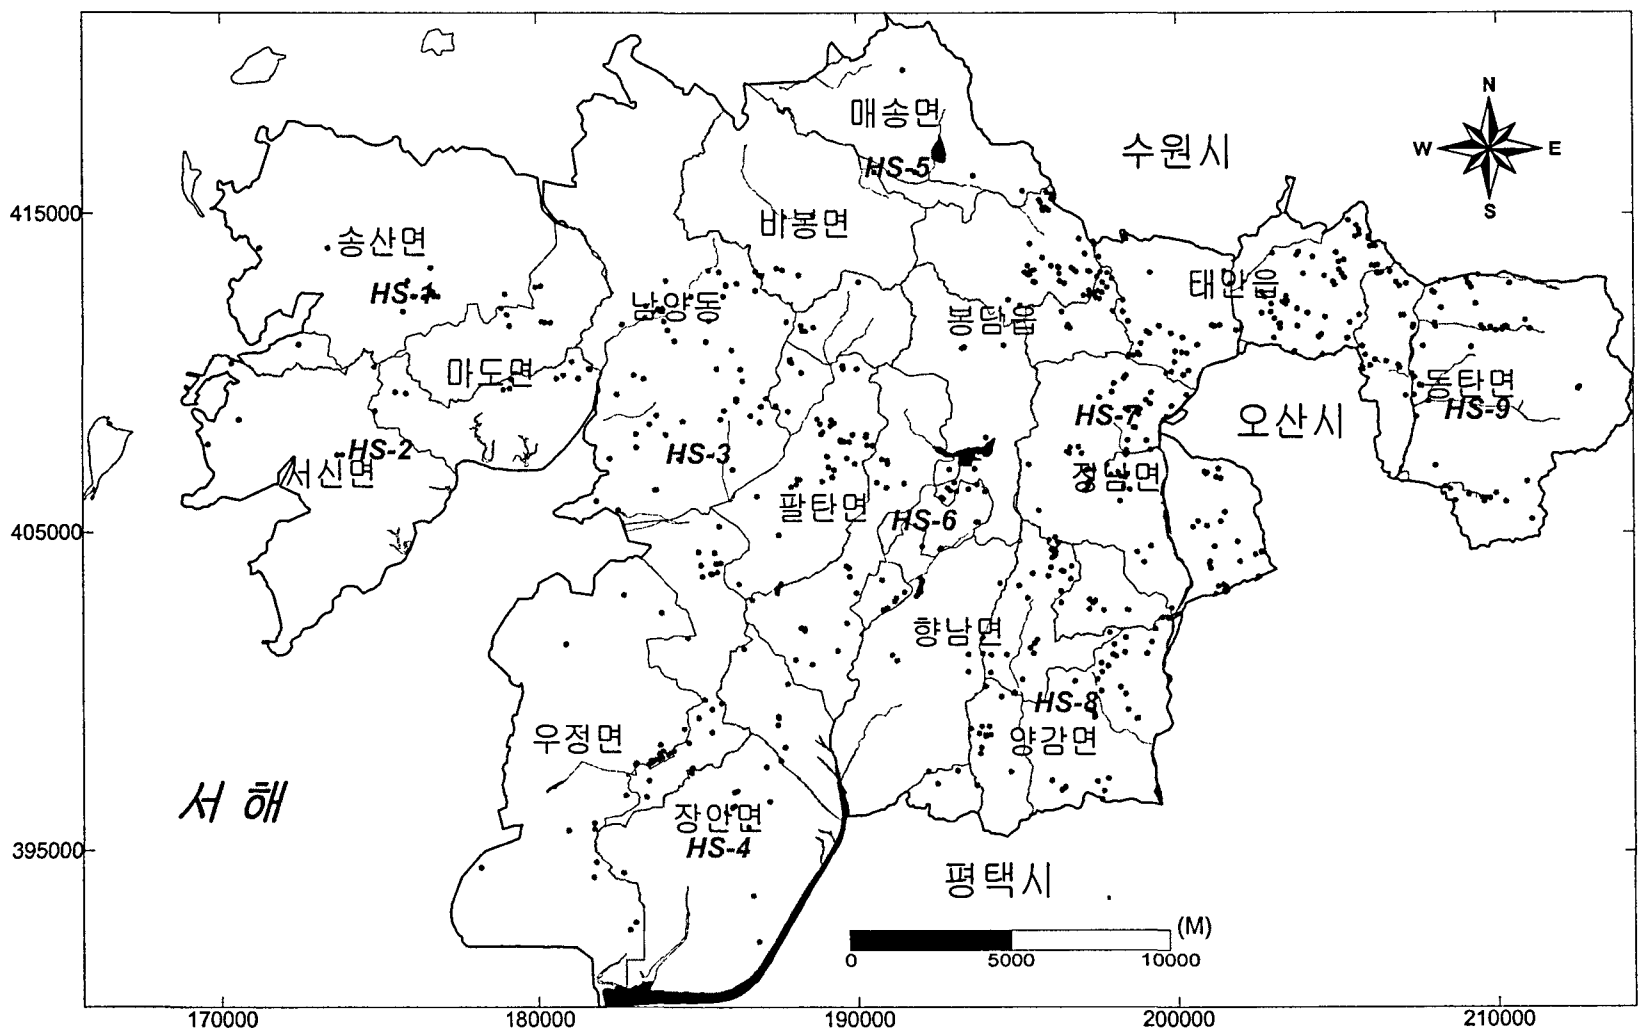 N
매송면
수원시
W
E
HS-5
S
415000
바봉면
송산면
태안읍
HS-1
남양동
봉담읍
마도면
동탄면
HS-7
오산시
HS-9
HS-2
HS-3
서신면
정남면
팔탄면
HS-6
405000
향남면
HS-8
우정면
양감면
서 해
장안면
HS-4
395000
평택시
(M)
0
5000
10000
170000
180000
190000
200000
210000